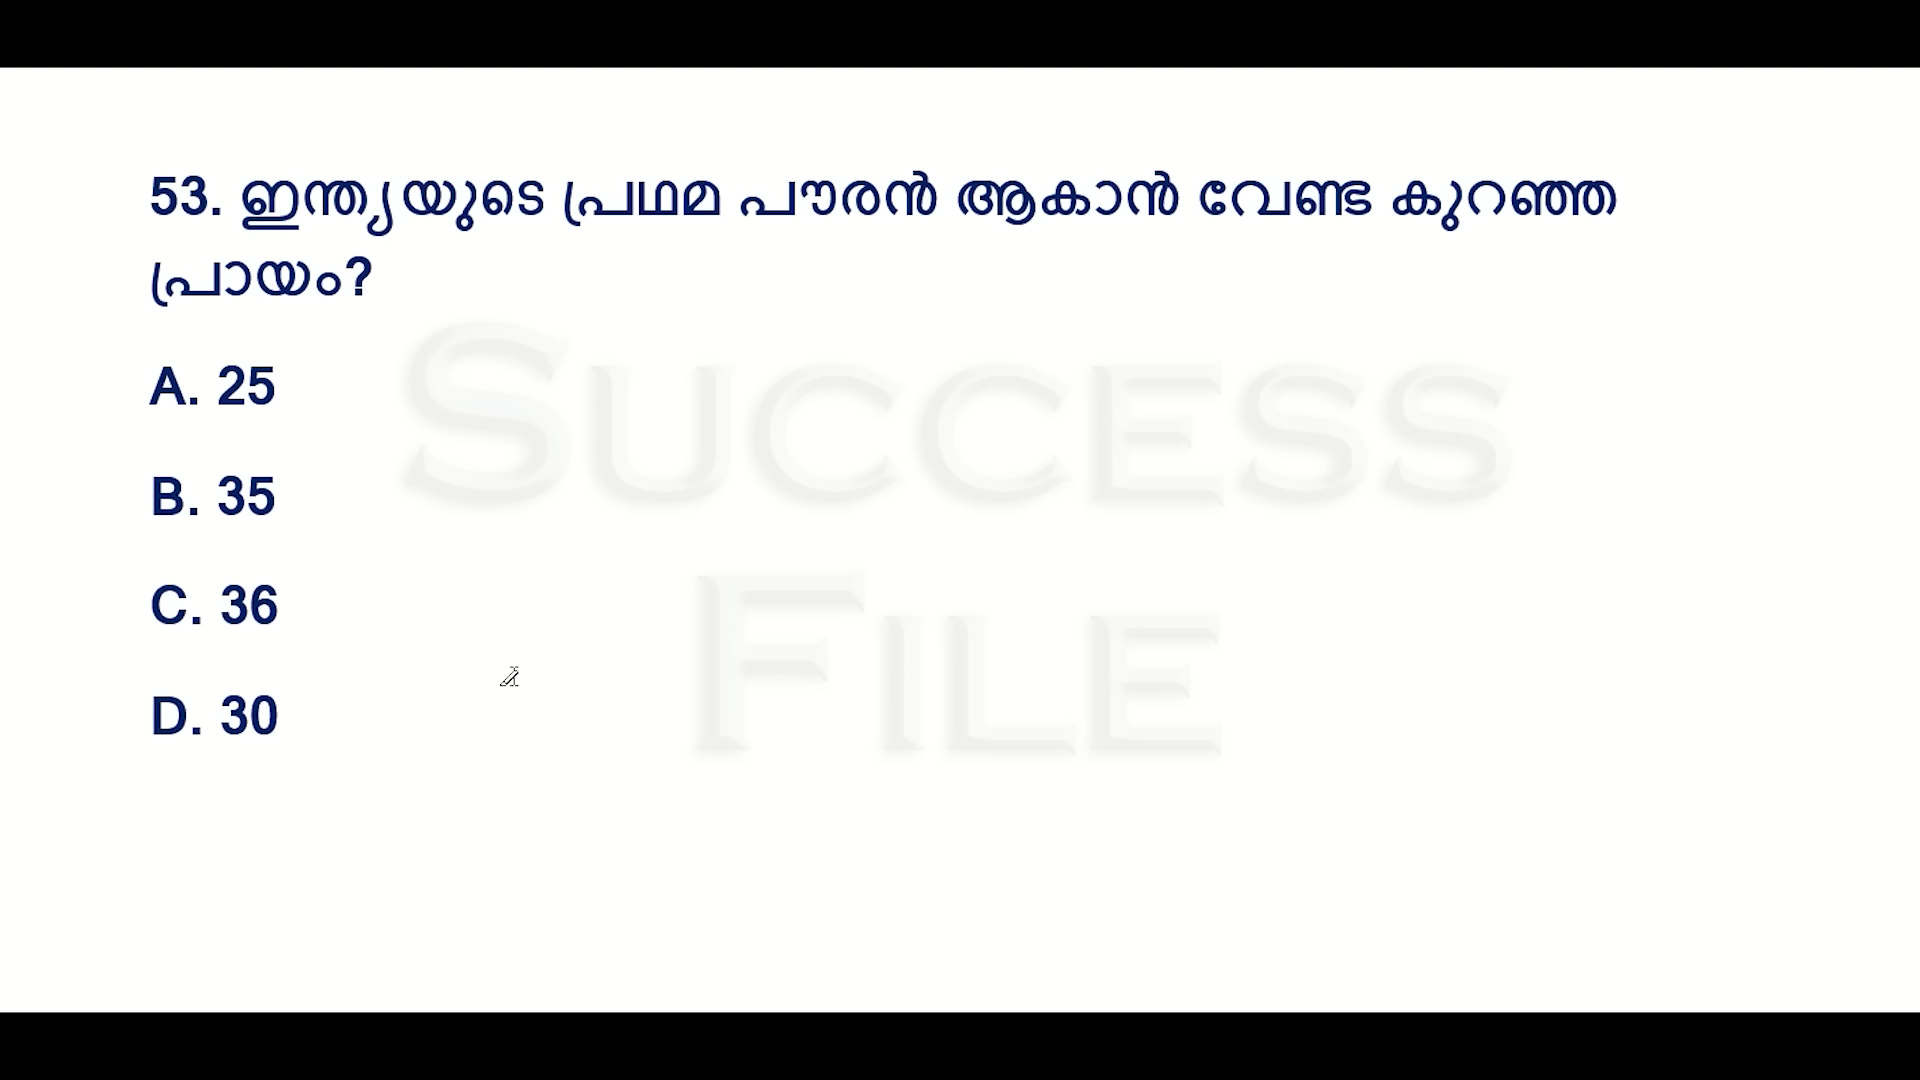 53. ഇന്ത്യയുടെ പ്രഥമ പൗരൻ ആകാൻ വേണ്ട കുറഞ്ഞ
പ്രായം?
A. 25
B. 35
C. 36
D. 30
SUCCESS
FILE